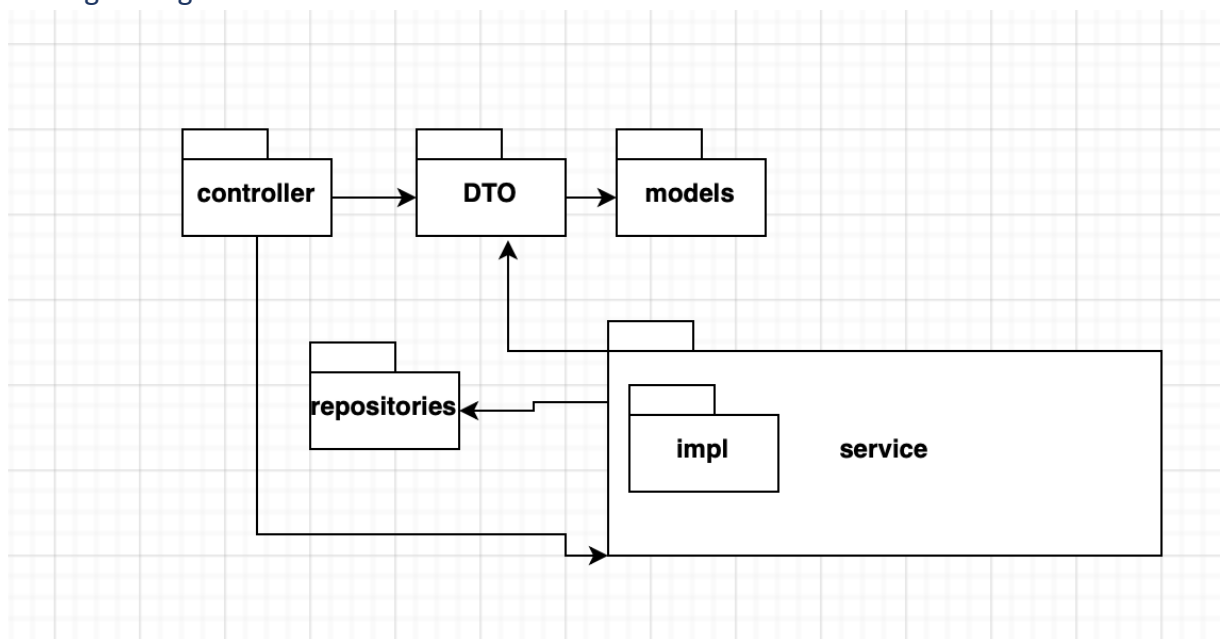 controller
DTO
models
repositories
impl
service